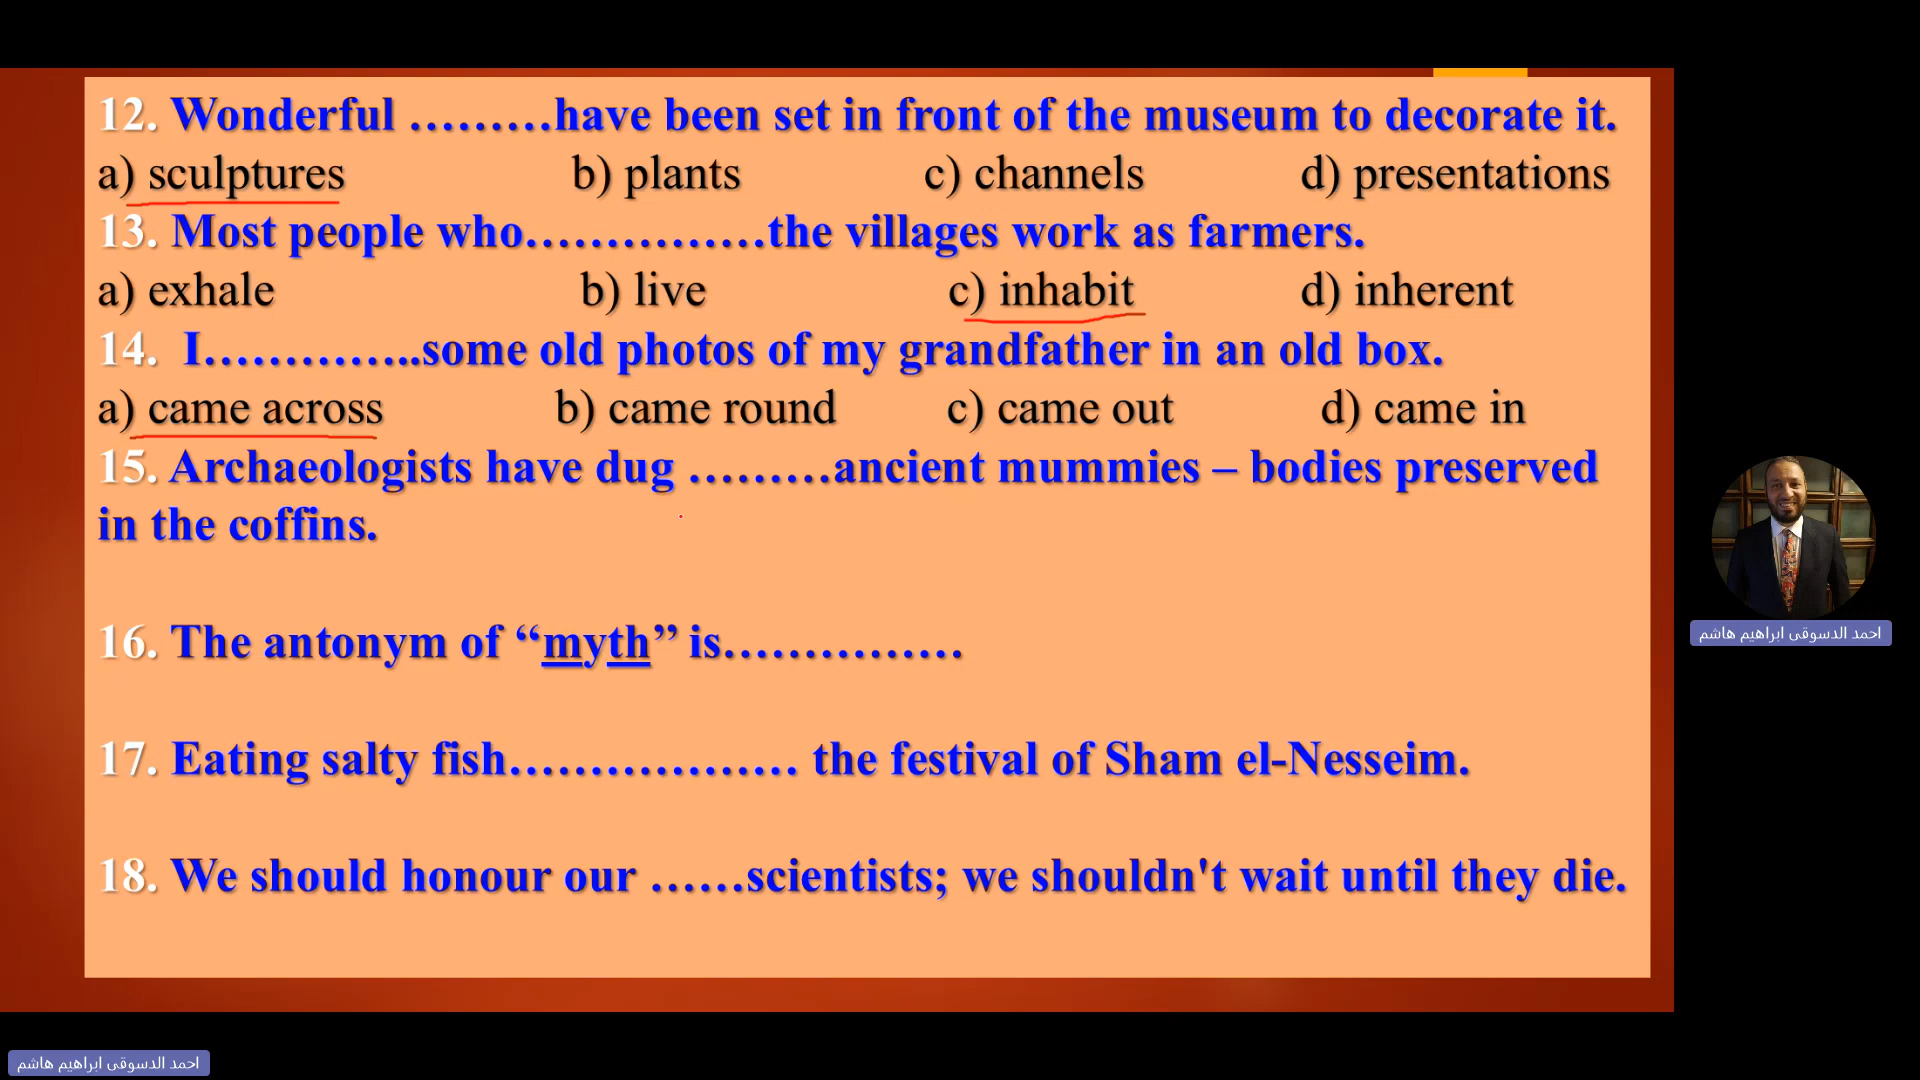 12. Wonderful ………have been set in front of the museum to decorate it.
a) sculptures b) plants c) channels d) presentations
13. Most people who……………the villages work as farmers.
a) exhale b) live c) inhabit d) inherent
14. I…………..some old photos of my grandfather in an old box.
a) came across b) came round c) came out d) came in
15. Archaeologists have dug ………ancient mummies – bodies preserved
in the coffins.
16. The antonym of “myth” is……………
17. Eating salty fish……………… the festival of Sham el-Nesseim.
18. We should honour our ……scientists; we shouldn't wait until they die.
احمد الدسوقى ابراهيم هاشم
احمد الدسوقى ابراهيم هاشم